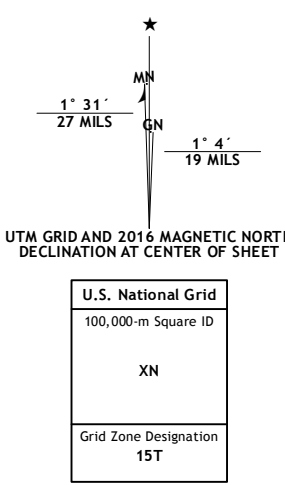 ★
MN
1° 31´
27 MILS
GN
1° 4´
19 MILS
UTM GRID AND 2016 MAGNETIC NORT
DECLINATION AT CENTER OF SHEET
U.S. National Grid
100,000-m Square ID
XN
Grid Zone Designation
15T